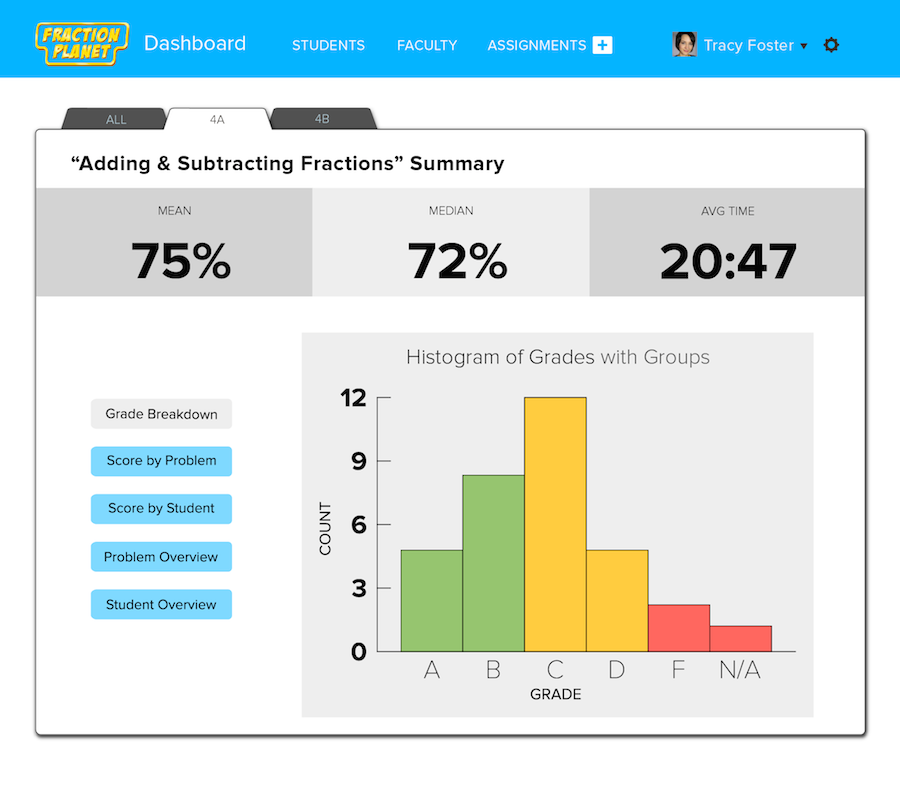 FRACTION
PLANET
Dashboard
STUDENTS
FACULTY
ASSIGNMENTS +
Tracy Foster
ALL
4A
4B
“Adding & Subtracting Fractions” Summary
MEAN
75%
MEDIAN
72%
AVG TIME
20:47
Grade Breakdown
Score by Problem
Score by Student
Problem Overview
Student Overview
Histogram of Grades with Groups
12
9
6
3
0
COUNT
A B C D F N/A
GRADE